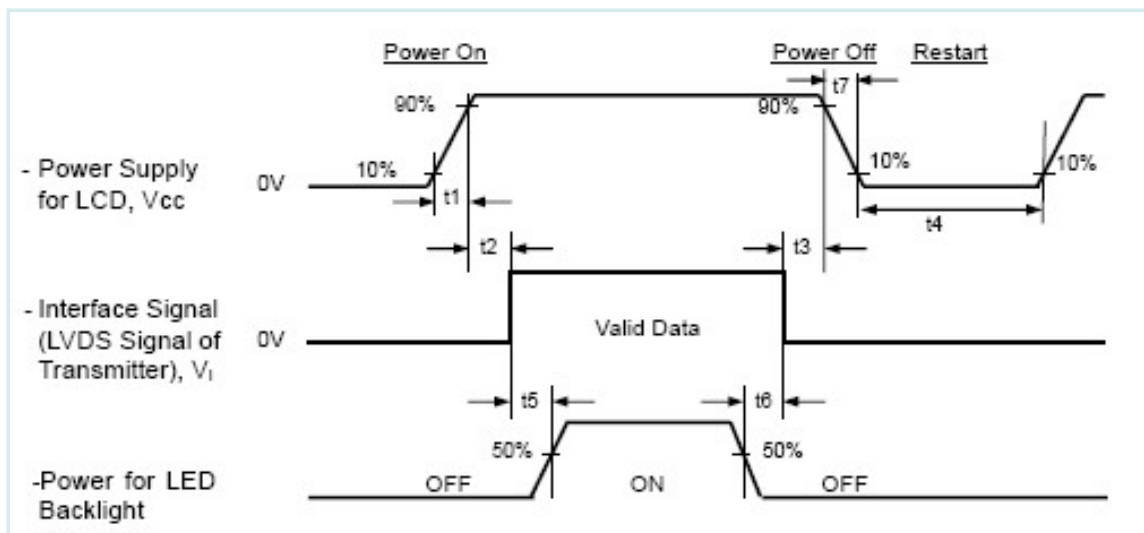 Power On
Power Off
Restart
t7
90%
90%
- Power Supply
for LCD, Vcc
0V
10%
10%
10%
t1
t4
t2
t3
- Interface Signal
(LVDS Signal of
Transmitter), VI
0V
Valid Data
t5
t6
50%
50%
-Power for LED
Backlight
OFF
ON
OFF